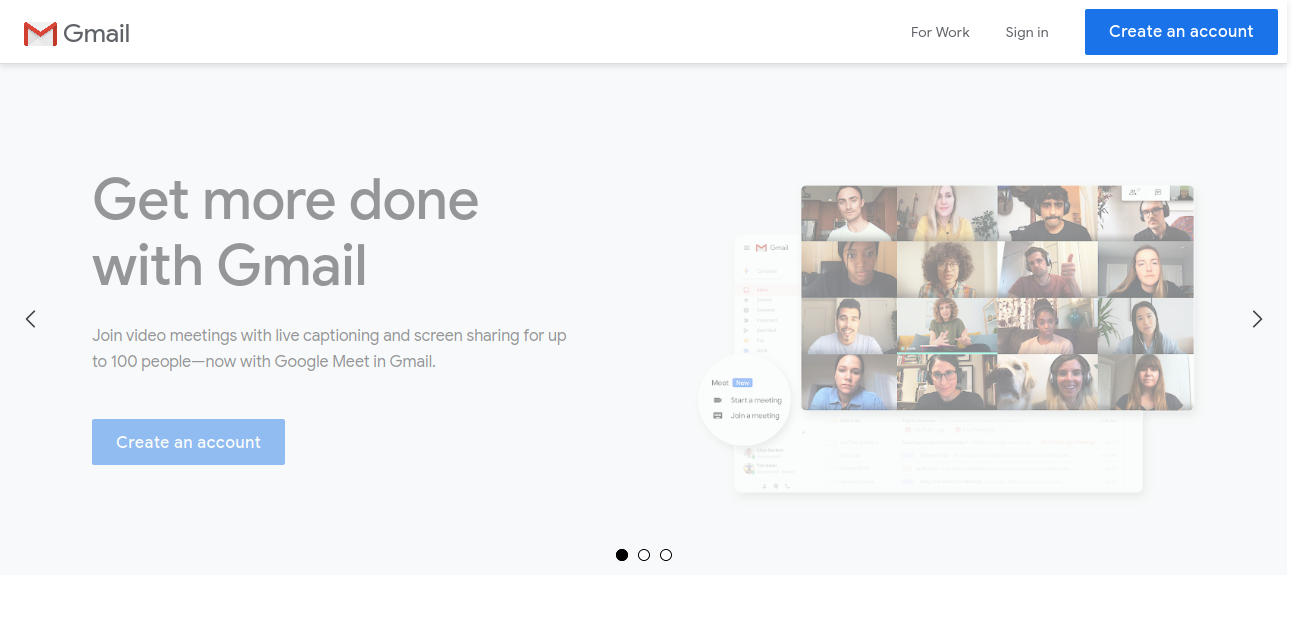 Gmail
For Work
Sign in
Create an account
Get more done
with Gmail
Join video meetings with live captioning and screen sharing for up
to 100 people—now with Google Meet in Gmail.
Create an account
Gmail
Compose
Inbox
Meet New
Start a meeting
Join a meeting